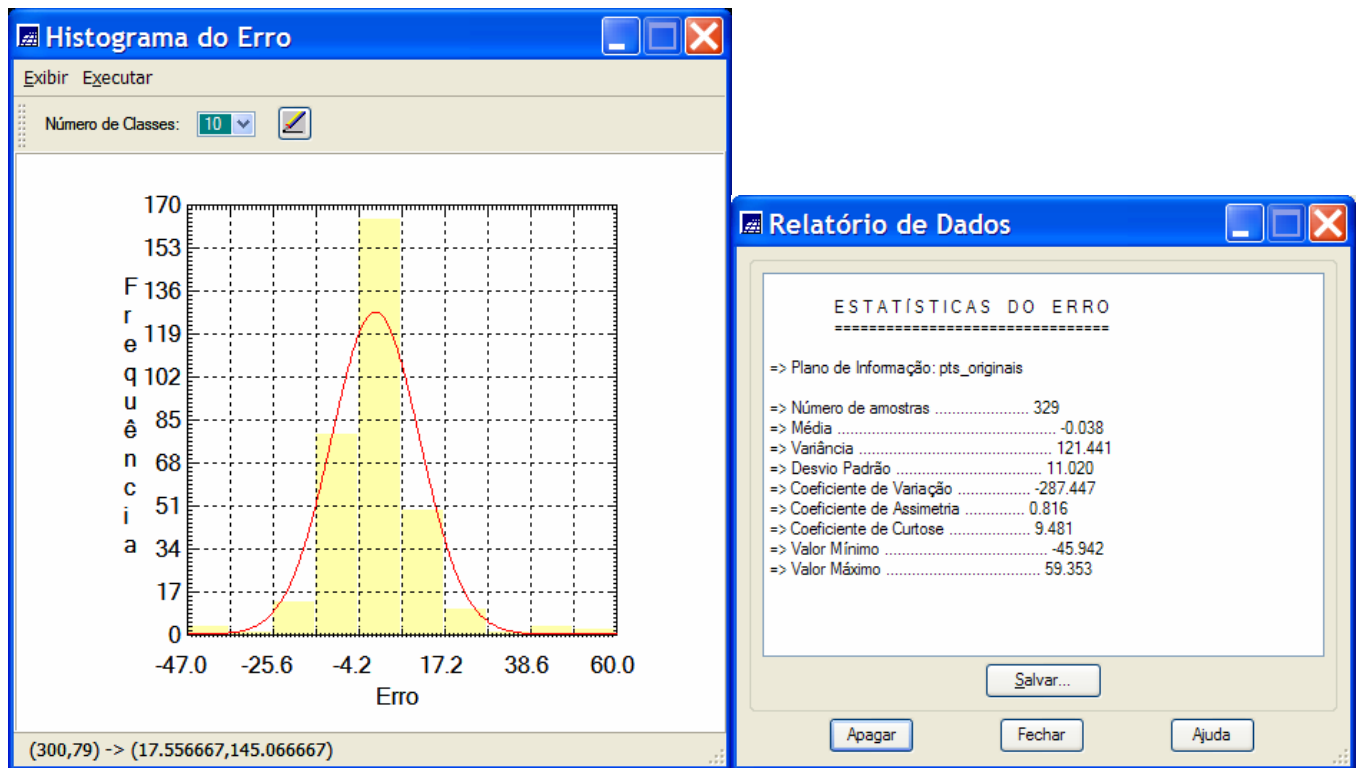 Histograma do Erro
Exibir Executar
Número de Classes: 10
170
153
136
119
102
85
68
51
34
17
0
Frequência
-47.0 -25.6 -4.2 17.2 38.6 60.0
Erro
(300,79) -> (17.556667,145.066667)
Relatório de Dados
E S T A T Í S T I C A S D O E R R O
================================
=> Plano de Informação: pts_originais
=> Número de amostras ...................... 329
=> Média .................................................... -0.038
=> Variância ............................................. 121.441
=> Desvio Padrão .................................. 11.020
=> Coeficiente de Variação ................. -287.447
=> Coeficiente de Assimetria .............. 0.816
=> Coeficiente de Curtose ................... 9.481
=> Valor Mínimo ...................................... -45.942
=> Valor Máximo .................................... 59.353
Salvar...
Apagar Fechar Ajuda